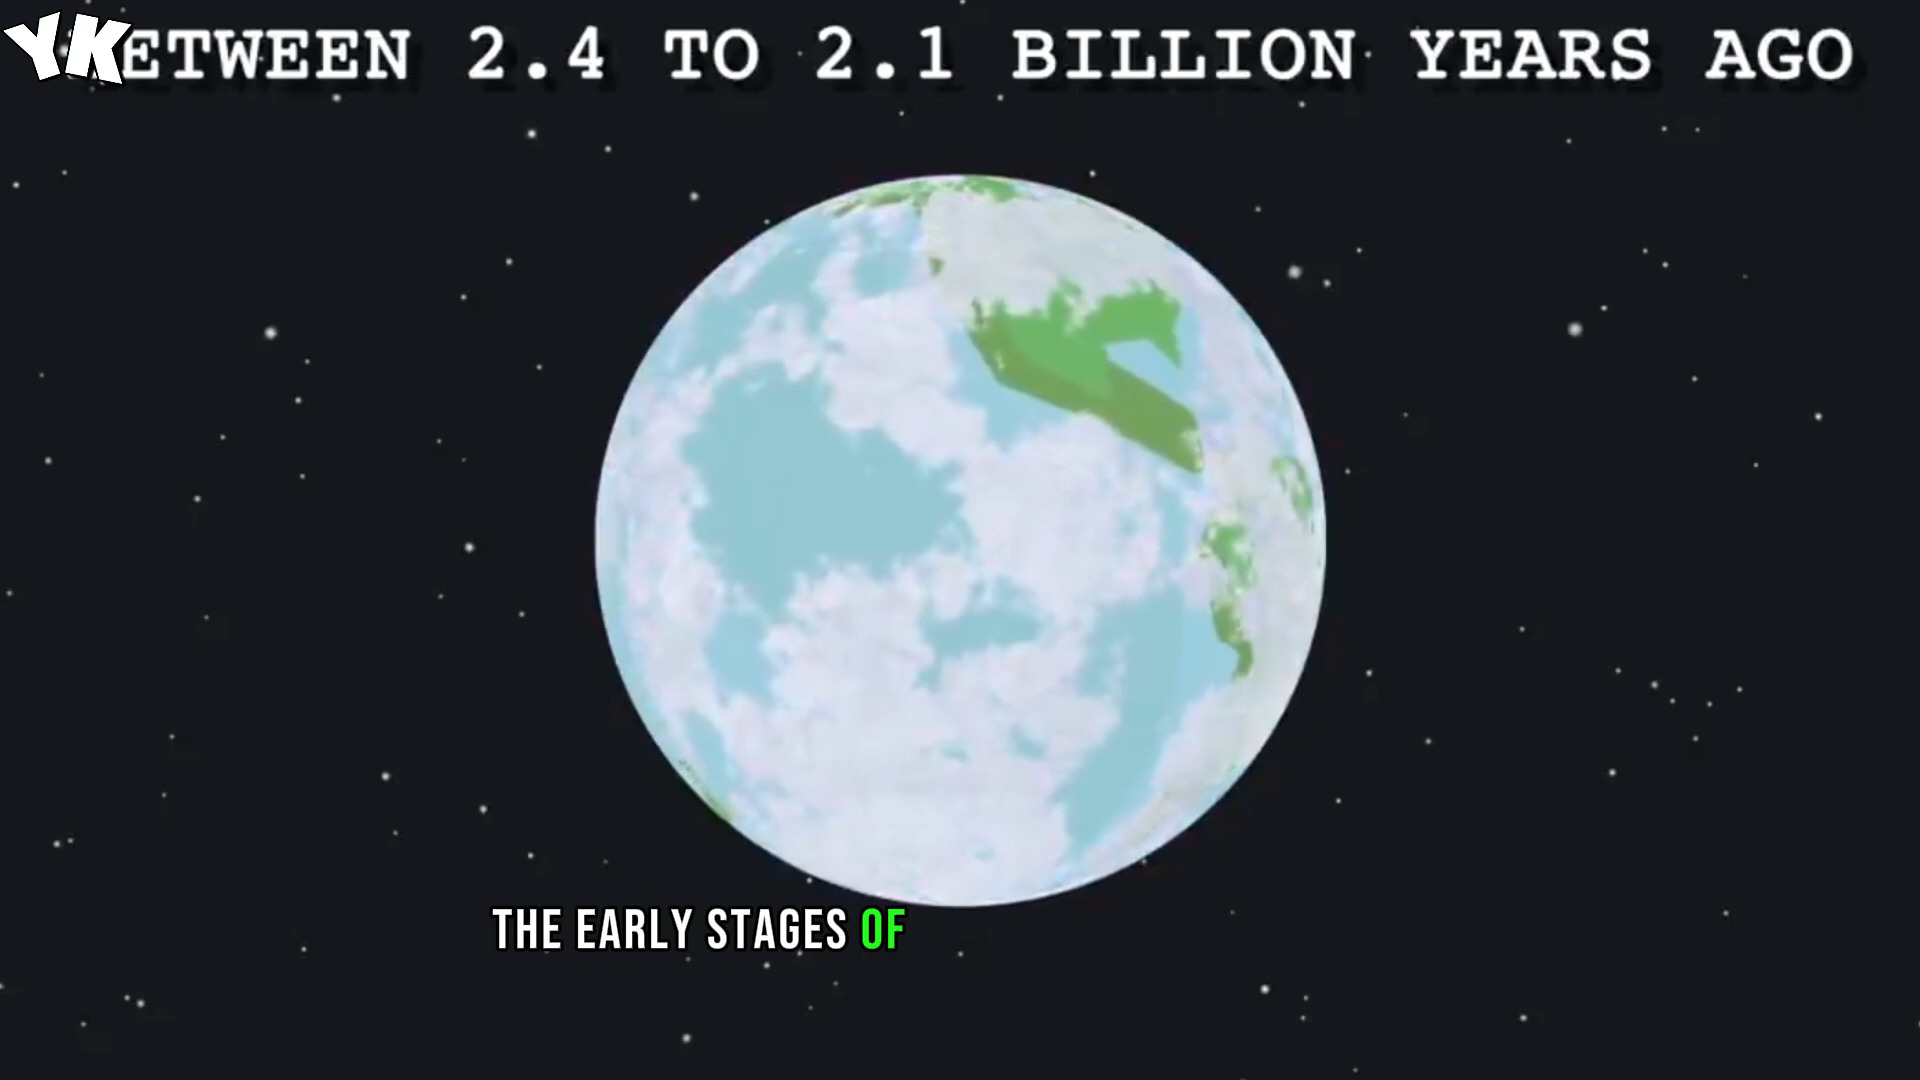 YK
ETWEEN 2.4 TO 2.1 BILLION YEARS AGO
THE EARLY STAGES OF